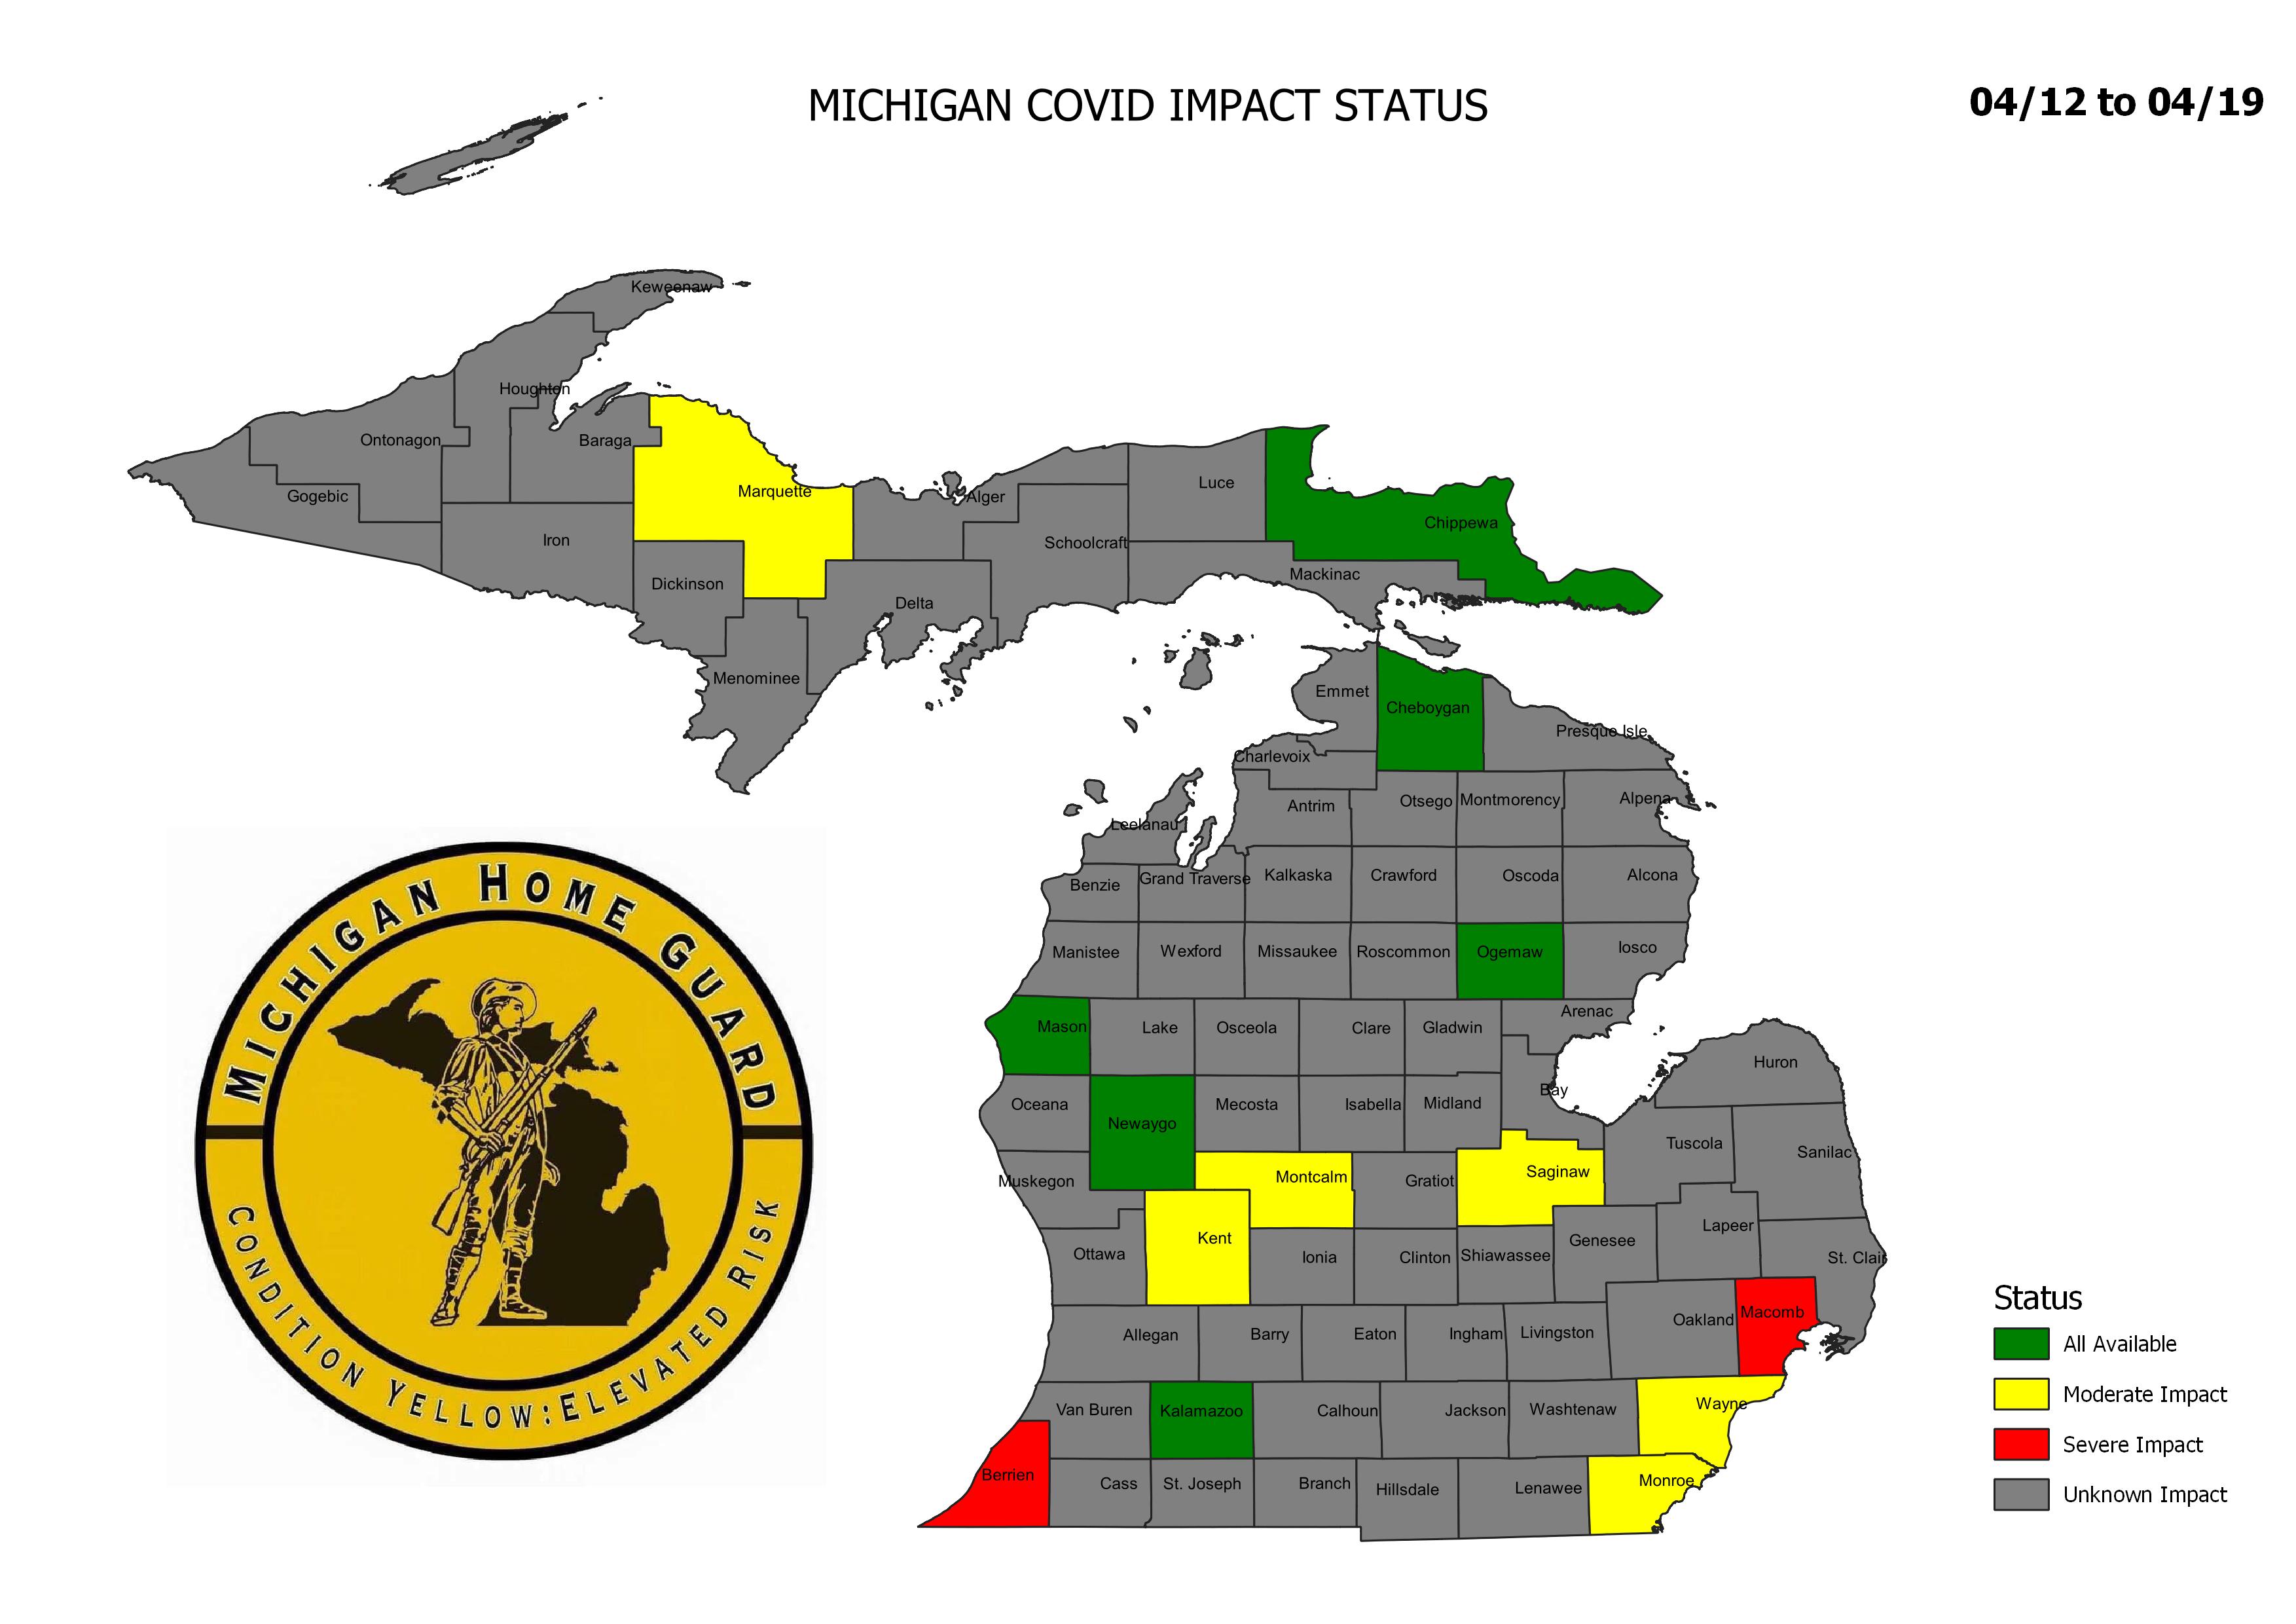 MICHIGAN COVID IMPACT STATUS
04/12 to 04/19
Keweenaw
Houghton
Ontonagon
Baraga
Gogebic
Marquette
Iron
Dickinson
Menominee
Delta
Alger
Schoolcraft
Luce
Chippewa
Mackinac
Emmet
Cheboygan
Presque Isle
Charlevoix
Antrim
Otsego
Montmorency
Alpena
Leelanau
Benzie
Grand Traverse
Kalkaska
Crawford
Oscoda
Alcona
Manistee
Wexford
Missaukee
Roscommon
Ogemaw
Iosco
Mason
Lake
Osceola
Clare
Gladwin
Arenac
Huron
Oceana
Newaygo
Mecosta
Isabella
Midland
Bay
Tuscola
Sanilac
Muskegon
Montcalm
Gratiot
Saginaw
Lapeer
Kent
Ottawa
Ionia
Clinton
Shiawassee
Genesee
St. Clair
Allegan
Barry
Eaton
Ingham
Livingston
Oakland
Macomb
Van Buren
Kalamazoo
Calhoun
Jackson
Washtenaw
Wayne
Berrien
Cass
St. Joseph
Branch
Hillsdale
Lenawee
Monroe
MICHIGAN HOME GUARD
CONDITION YELLOW: ELEVATED RISK
Status
All Available
Moderate Impact
Severe Impact
Unknown Impact